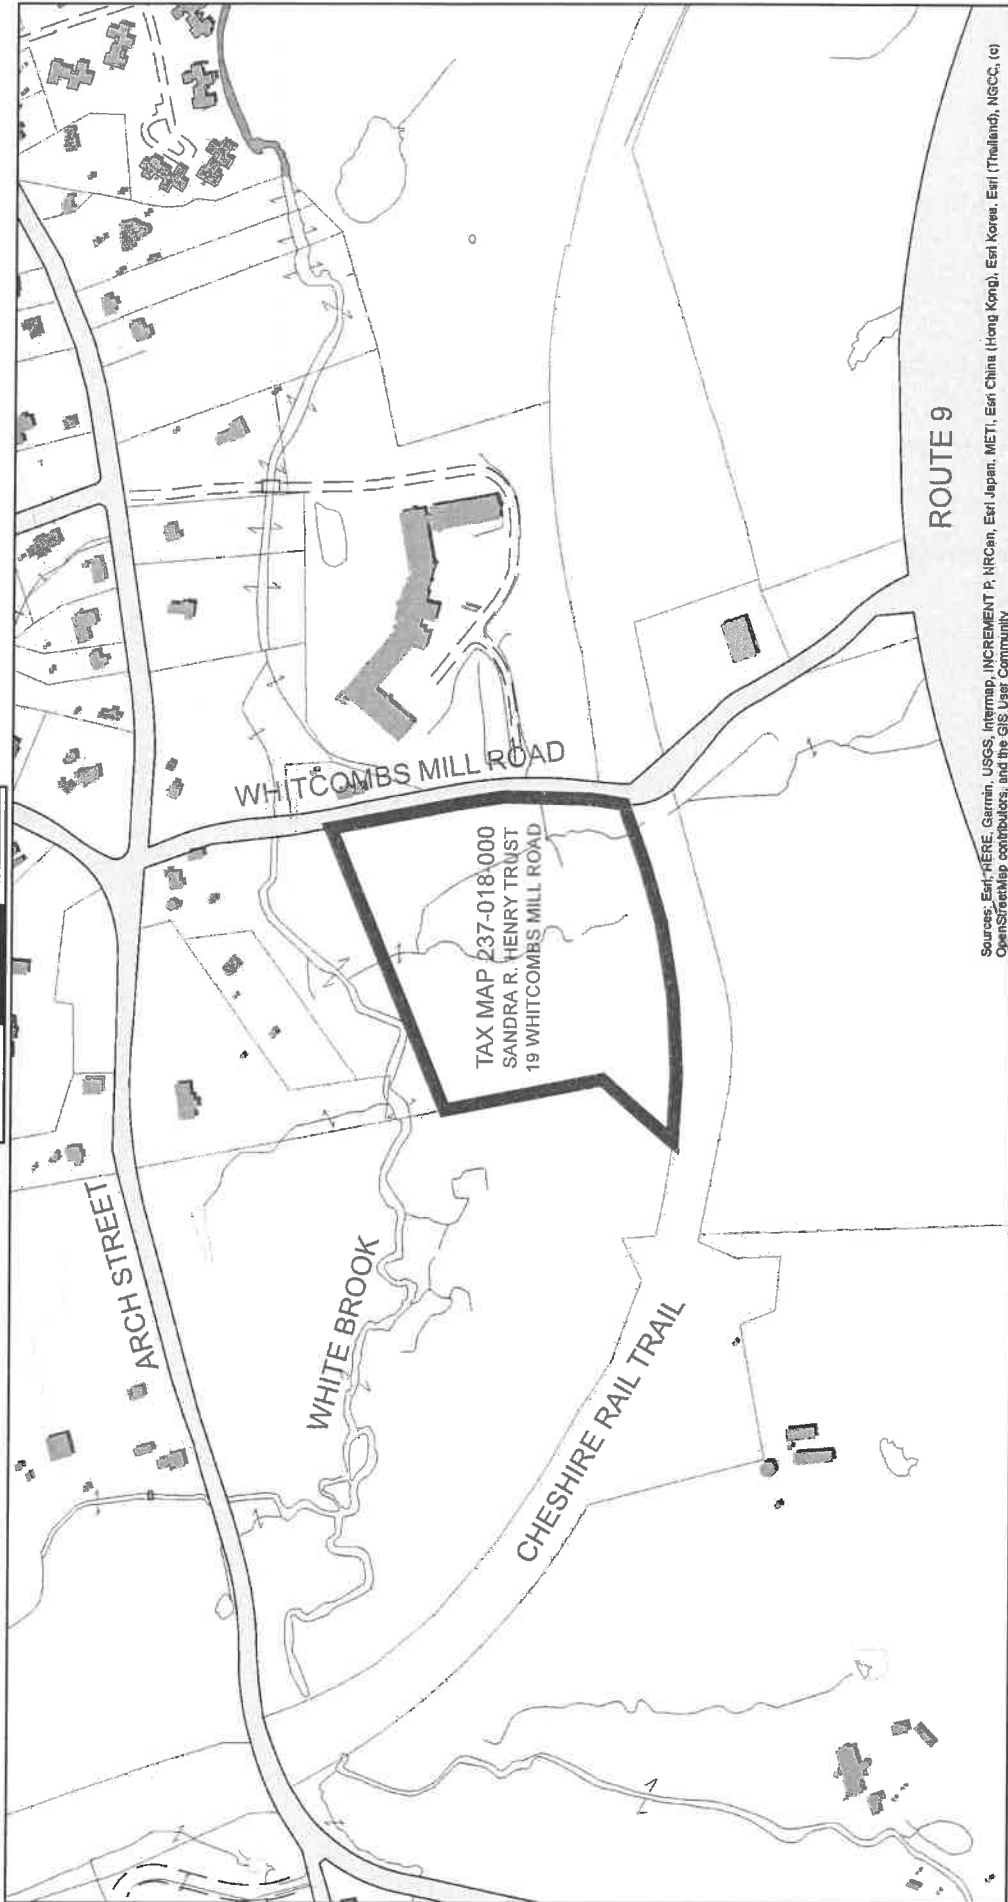 ARCH STREET
WHITCOMBS MILL ROAD
WHITE BROOK
TAX MAP 237-018-000
SANDRA R. HENRY TRUST
19 WHITCOMBS MILL ROAD
CHESHIRE RAIL TRAIL
ROUTE 9
Sources: Esri, HERE, Garmin, USGS, Intermap, INCREMENT P, NRCan, Esri Japan, METI, Esri China (Hong Kong), Esri Korea, Esri (Thailand), NGCC, (c)
OpenStreetMap contributors, and the GIS User Community